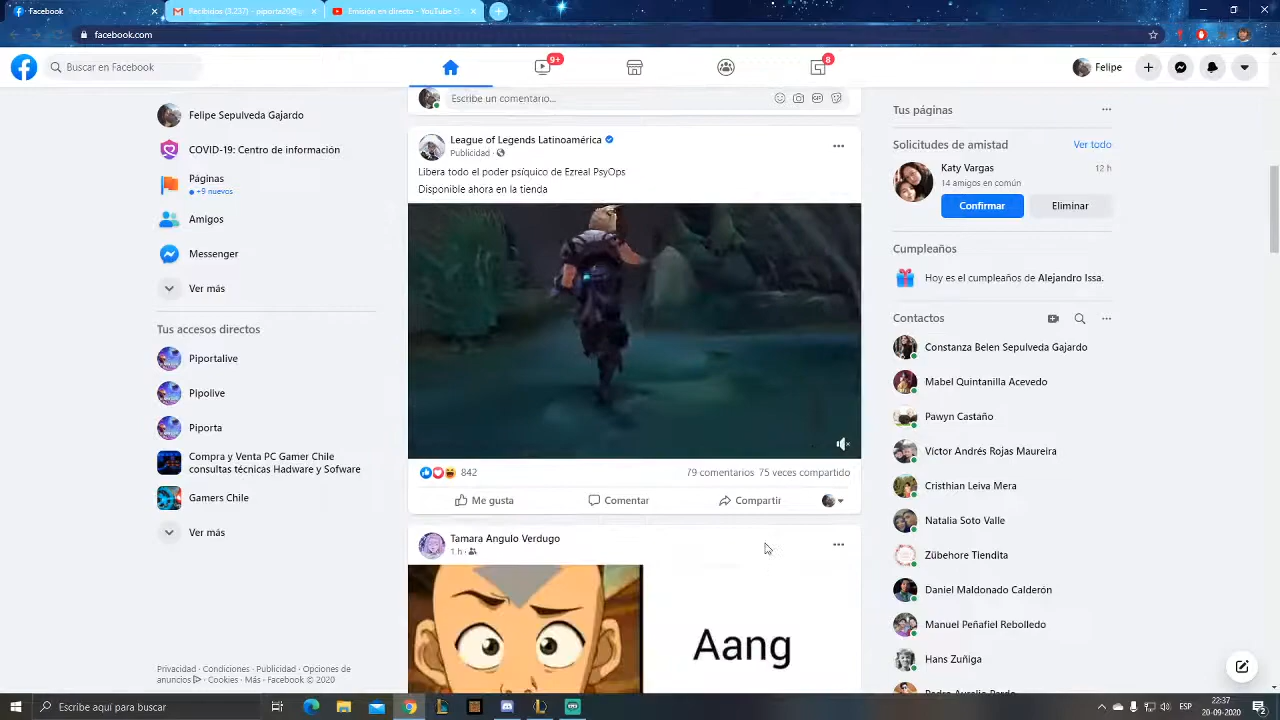 Facebook
Recibidos (3.237) - piporta20@
Emisión en directo - YouTube S
facebook.com
Buscar en Facebook
9+
8
Felipe
Felipe Sepulveda Gajardo
COVID-19: Centro de información
Páginas
+9 nuevos
Amigos
Messenger
Ver más
Tus accesos directos
Piportalive
Pipolive
Piporta
Compra y Venta PC Gamer Chile
consultas técnicas Hadware y Sofware
Gamers Chile
Ver más
Privacidad · Condiciones · Publicidad · Opciones de
anuncios · Cookies · Más · Facebook © 2020
Escribe un comentario...
GIF
League of Legends Latinoamérica
Publicidad ·
Libera todo el poder psíquico de Ezreal PsyOps
Disponible ahora en la tienda
842
79 comentarios 75 veces compartido
Me gusta
Comentar
Compartir
Tamara Angulo Verdugo
1 h ·
Aang
Tus páginas
Solicitudes de amistad
Ver todo
Katy Vargas
12 h
14 amigos en común
Confirmar
Eliminar
Cumpleaños
Hoy es el cumpleaños de Alejandro Issa.
Contactos
Constanza Belen Sepulveda Gajardo
Mabel Quintanilla Acevedo
Pawyn Castaño
Víctor Andrés Rojas Maureira
Cristhian Leiva Mera
Natalia Soto Valle
Zübehore Tiendita
Daniel Maldonado Calderón
Manuel Peñafiel Rebolledo
Hans Zuñiga
Escribe aquí para buscar
ESP
22:37
20-09-2020